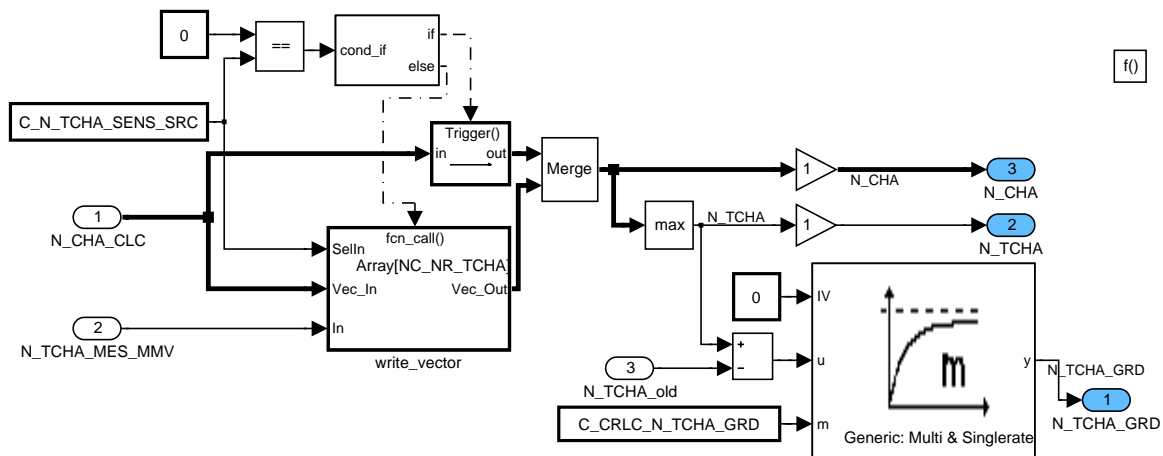 0
==
cond_if
if
else
f()
C_N_TCHA_SENS_SRC
Trigger()
in
out
Merge
1
N_CHA
3
N_CHA
1
N_CHA_CLC
max
N_TCHA
1
2
N_TCHA
fcn_call()
SelIn
Array[NC_NR_TCHA]
Vec_In
Vec_Out
In
write_vector
2
N_TCHA_MES_MMV
0
IV
+
−
u
m
y
3
N_TCHA_old
C_CRLC_N_TCHA_GRD
m
Generic: Multi & Singlerate
N_TCHA_GRD
1
N_TCHA_GRD